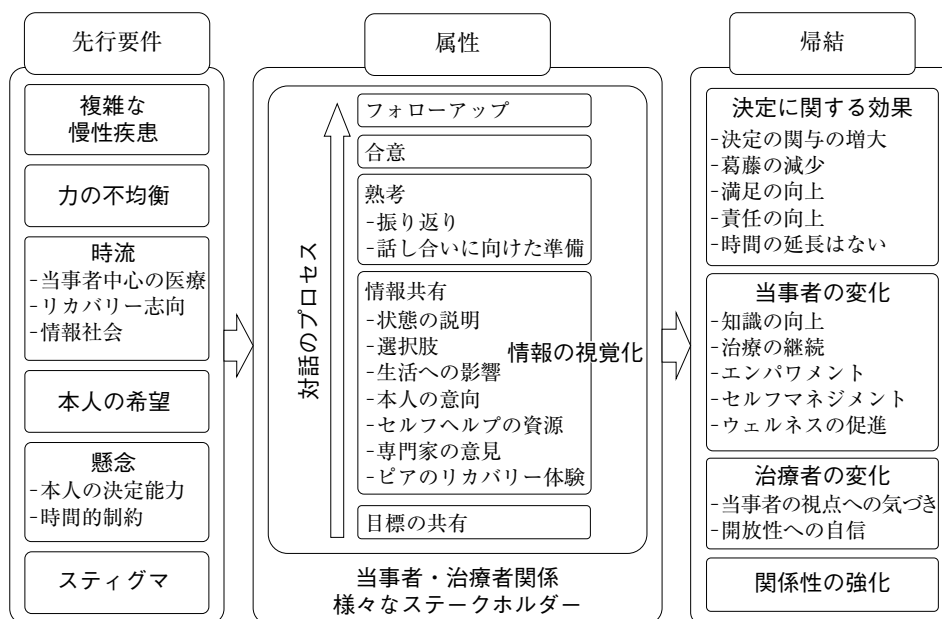 先行要件
複雑な
慢性疾患
力の不均衡
時流
-当事者中心の医療
-リカバリー志向
-情報社会
本人の希望
懸念
-本人の決定能力
-時間的制約
スティグマ
属性
対話のプロセス
フォローアップ
合意
熟考
-振り返り
-話し合いに向けた準備
情報共有
-状態の説明
-選択肢
-生活への影響
-本人の意向
-セルフヘルプの資源
-専門家の意見
-ピアのリカバリー体験
情報の視覚化
目標の共有
当事者・治療者関係
様々なステークホルダー
帰結
決定に関する効果
-決定の関与の増大
-葛藤の減少
-満足の向上
-責任の向上
-時間の延長はない
当事者の変化
-知識の向上
-治療の継続
-エンパワメント
-セルフマネジメント
-ウェルネスの促進
治療者の変化
-当事者の視点への気づき
-開放性への自信
関係性の強化